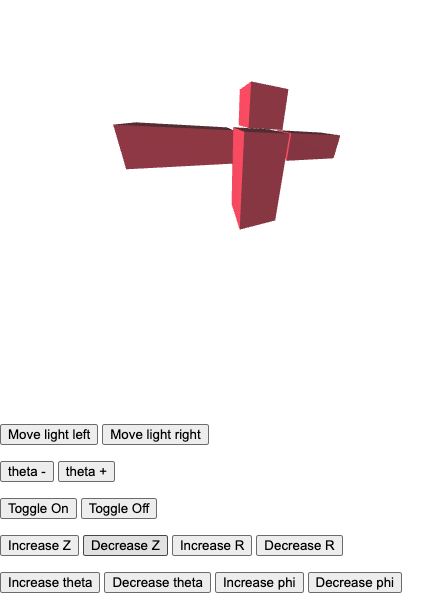 Move light left Move light right
theta - theta +
Toggle On Toggle Off
Increase Z Decrease Z Increase R Decrease R
Increase theta Decrease theta Increase phi Decrease phi